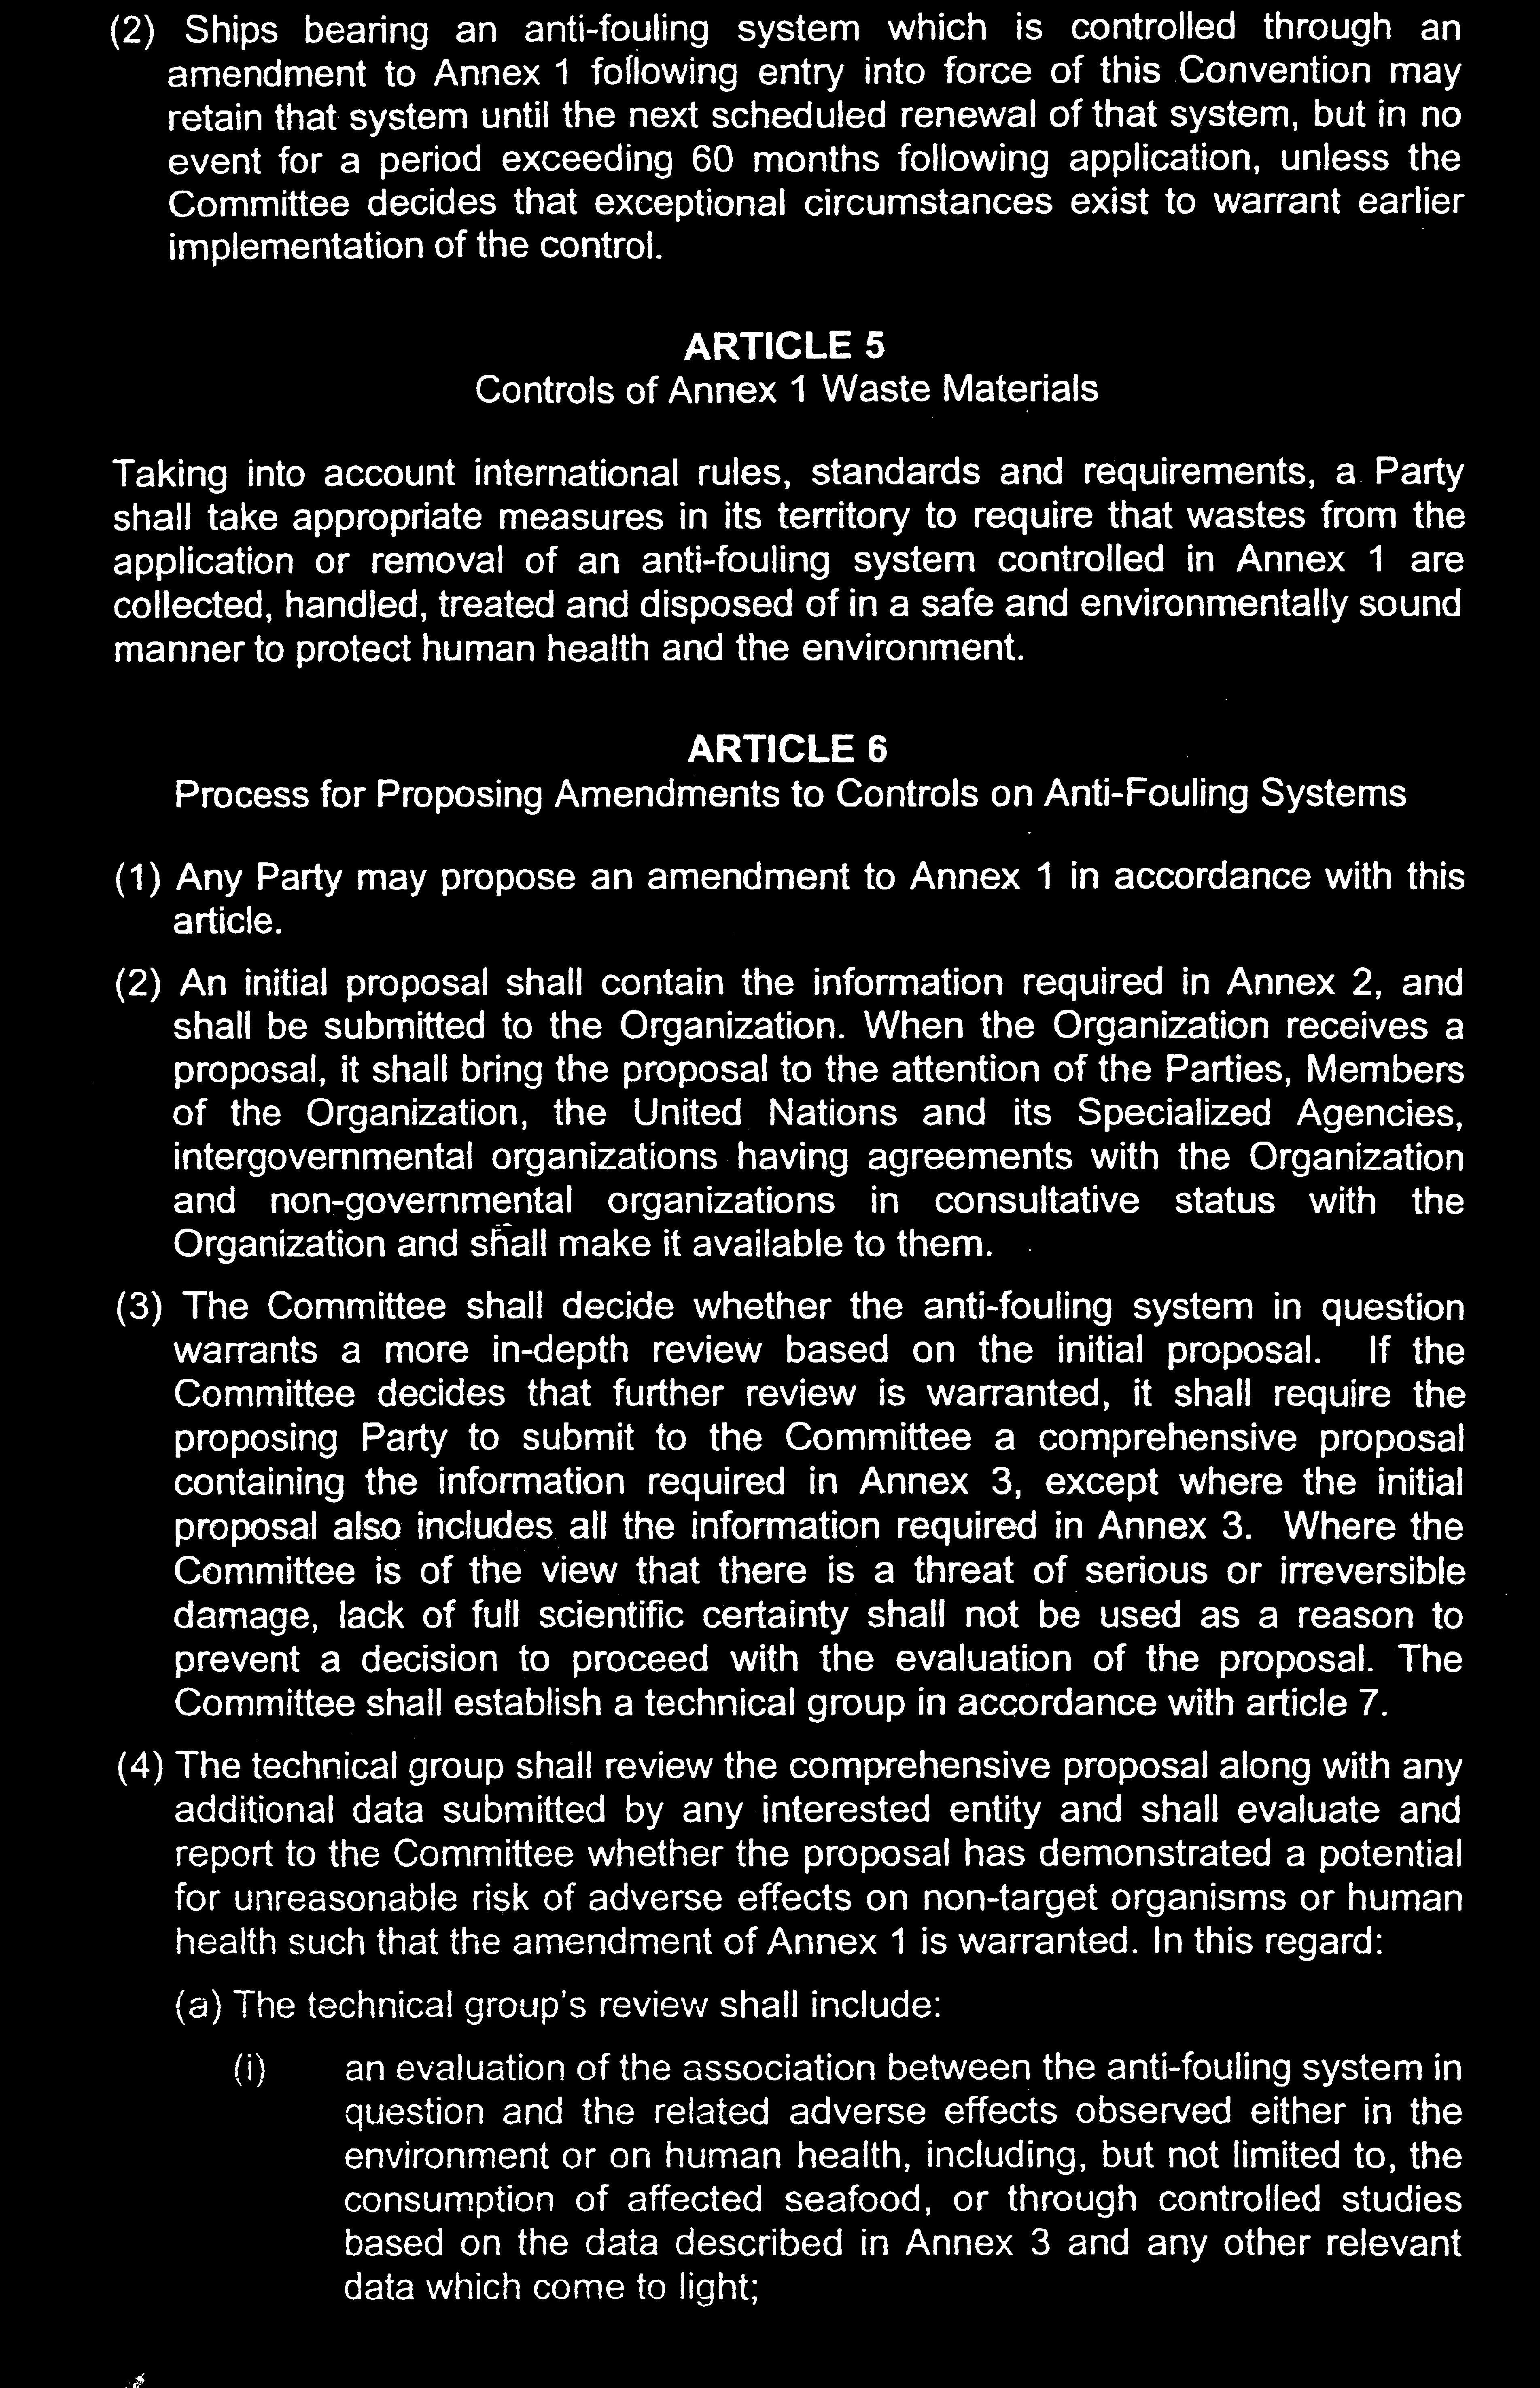 (2) Ships bearing an anti-fouling system which is controlled through an
amendment to Annex 1 following entry into force of this Convention may
retain that system until the next scheduled renewal of that system, but in no
event for a period exceeding 60 months following application, unless the
Committee decides that exceptional circumstances exist to warrant earlier
implementation of the control.
ARTICLE 5
Controls of Annex 1 Waste Materials
Taking into account international rules, standards and requirements, a Party
shall take appropriate measures in its territory to require that wastes from the
application or removal of an anti-fouling system controlled in Annex 1 are
collected, handled, treated and disposed of in a safe and environmentally sound
manner to protect human health and the environment.
ARTICLE 6
Process for Proposing Amendments to Controls on Anti-Fouling Systems
(1) Any Party may propose an amendment to Annex 1 in accordance with this
article.
(2) An initial proposal shall contain the information required in Annex 2, and
shall be submitted to the Organization. When the Organization receives a
proposal, it shall bring the proposal to the attention of the Parties, Members
of the Organization, the United Nations and its Specialized Agencies,
intergovernmental organizations having agreements with the Organization
and non-governmental organizations in consultative status with the
Organization and shall make it available to them.
(3) The Committee shall decide whether the anti-fouling system in question
warrants a more in-depth review based on the initial proposal. If the
Committee decides that further review is warranted, it shall require the
proposing Party to submit to the Committee a comprehensive proposal
containing the information required in Annex 3, except where the initial
proposal also includes all the information required in Annex 3. Where the
Committee is of the view that there is a threat of serious or irreversible
damage, lack of full scientific certainty shall not be used as a reason to
prevent a decision to proceed with the evaluation of the proposal. The
Committee shall establish a technical group in accordance with article 7.
(4) The technical group shall review the comprehensive proposal along with any
additional data submitted by any interested entity and shall evaluate and
report to the Committee whether the proposal has demonstrated a potential
for unreasonable risk of adverse effects on non-target organisms or human
health such that the amendment of Annex 1 is warranted. In this regard:
(a) The technical group's review shall include:
(i) an evaluation of the association between the anti-fouling system in
question and the related adverse effects observed either in the
environment or on human health, including, but not limited to, the
consumption of affected seafood, or through controlled studies
based on the data described in Annex 3 and any other relevant
data which come to light;